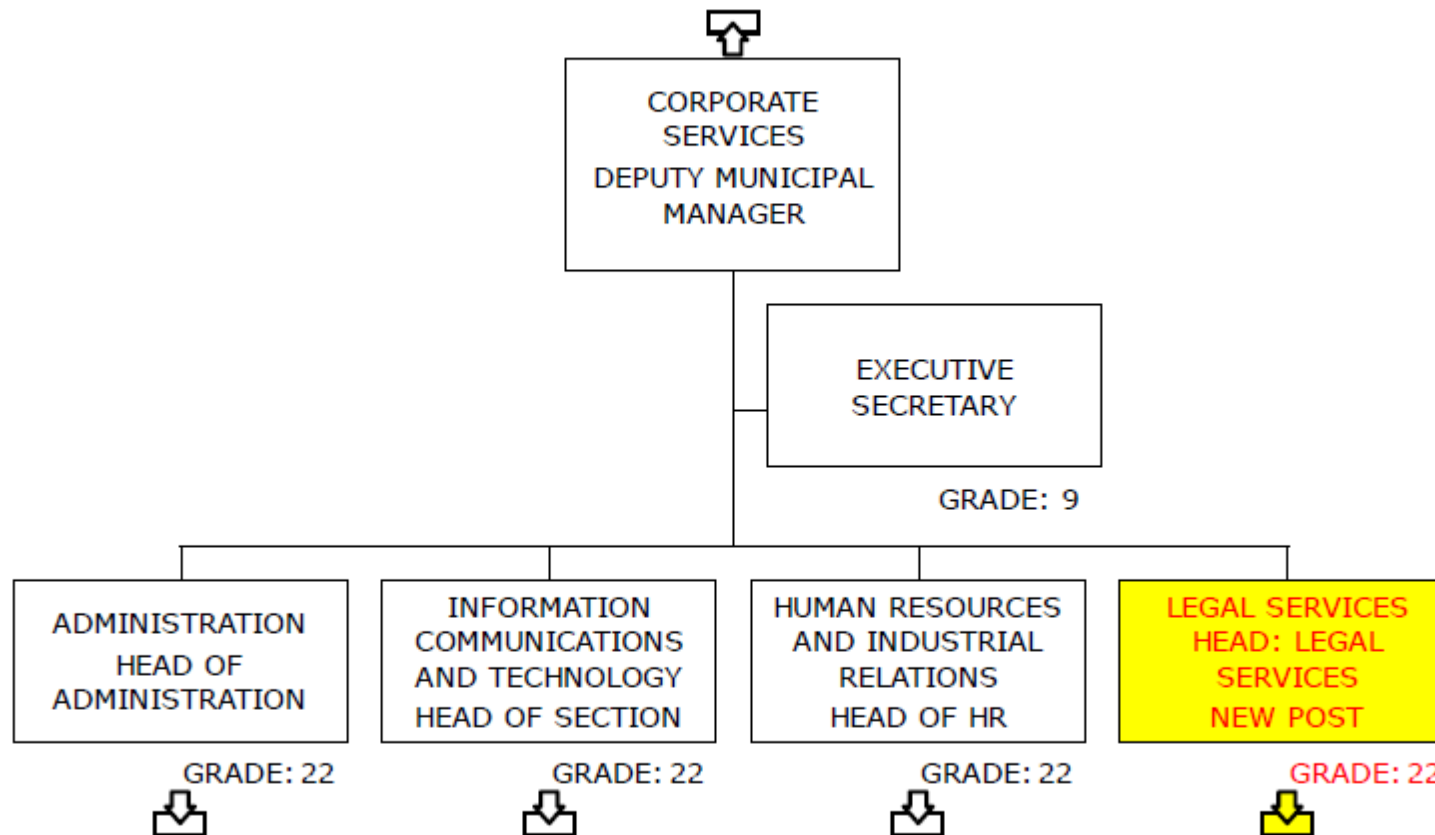 CORPORATE
SERVICES
DEPUTY MUNICIPAL
MANAGER
EXECUTIVE
SECRETARY
GRADE: 9
ADMINISTRATION
HEAD OF
ADMINISTRATION
GRADE: 22
INFORMATION
COMMUNICATIONS
AND TECHNOLOGY
HEAD OF SECTION
GRADE: 22
HUMAN RESOURCES
AND INDUSTRIAL
RELATIONS
HEAD OF HR
GRADE: 22
LEGAL SERVICES
HEAD: LEGAL
SERVICES
NEW POST
GRADE: 22